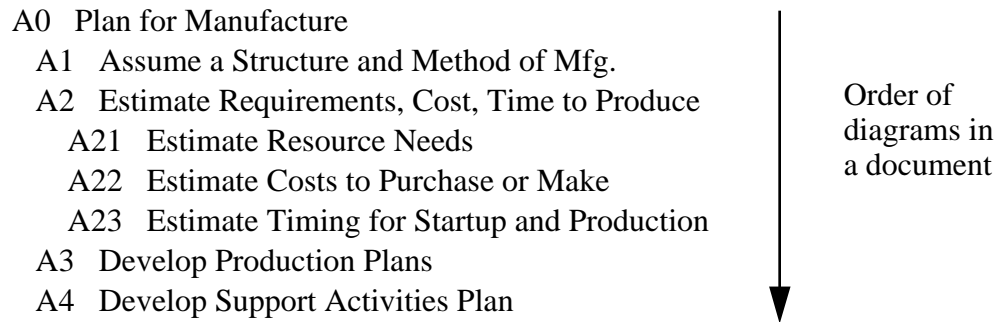 A0 Plan for Manufacture
A1 Assume a Structure and Method of Mfg.
A2 Estimate Requirements, Cost, Time to Produce
A21 Estimate Resource Needs
A22 Estimate Costs to Purchase or Make
A23 Estimate Timing for Startup and Production
A3 Develop Production Plans
A4 Develop Support Activities Plan
Order of
diagrams in
a document